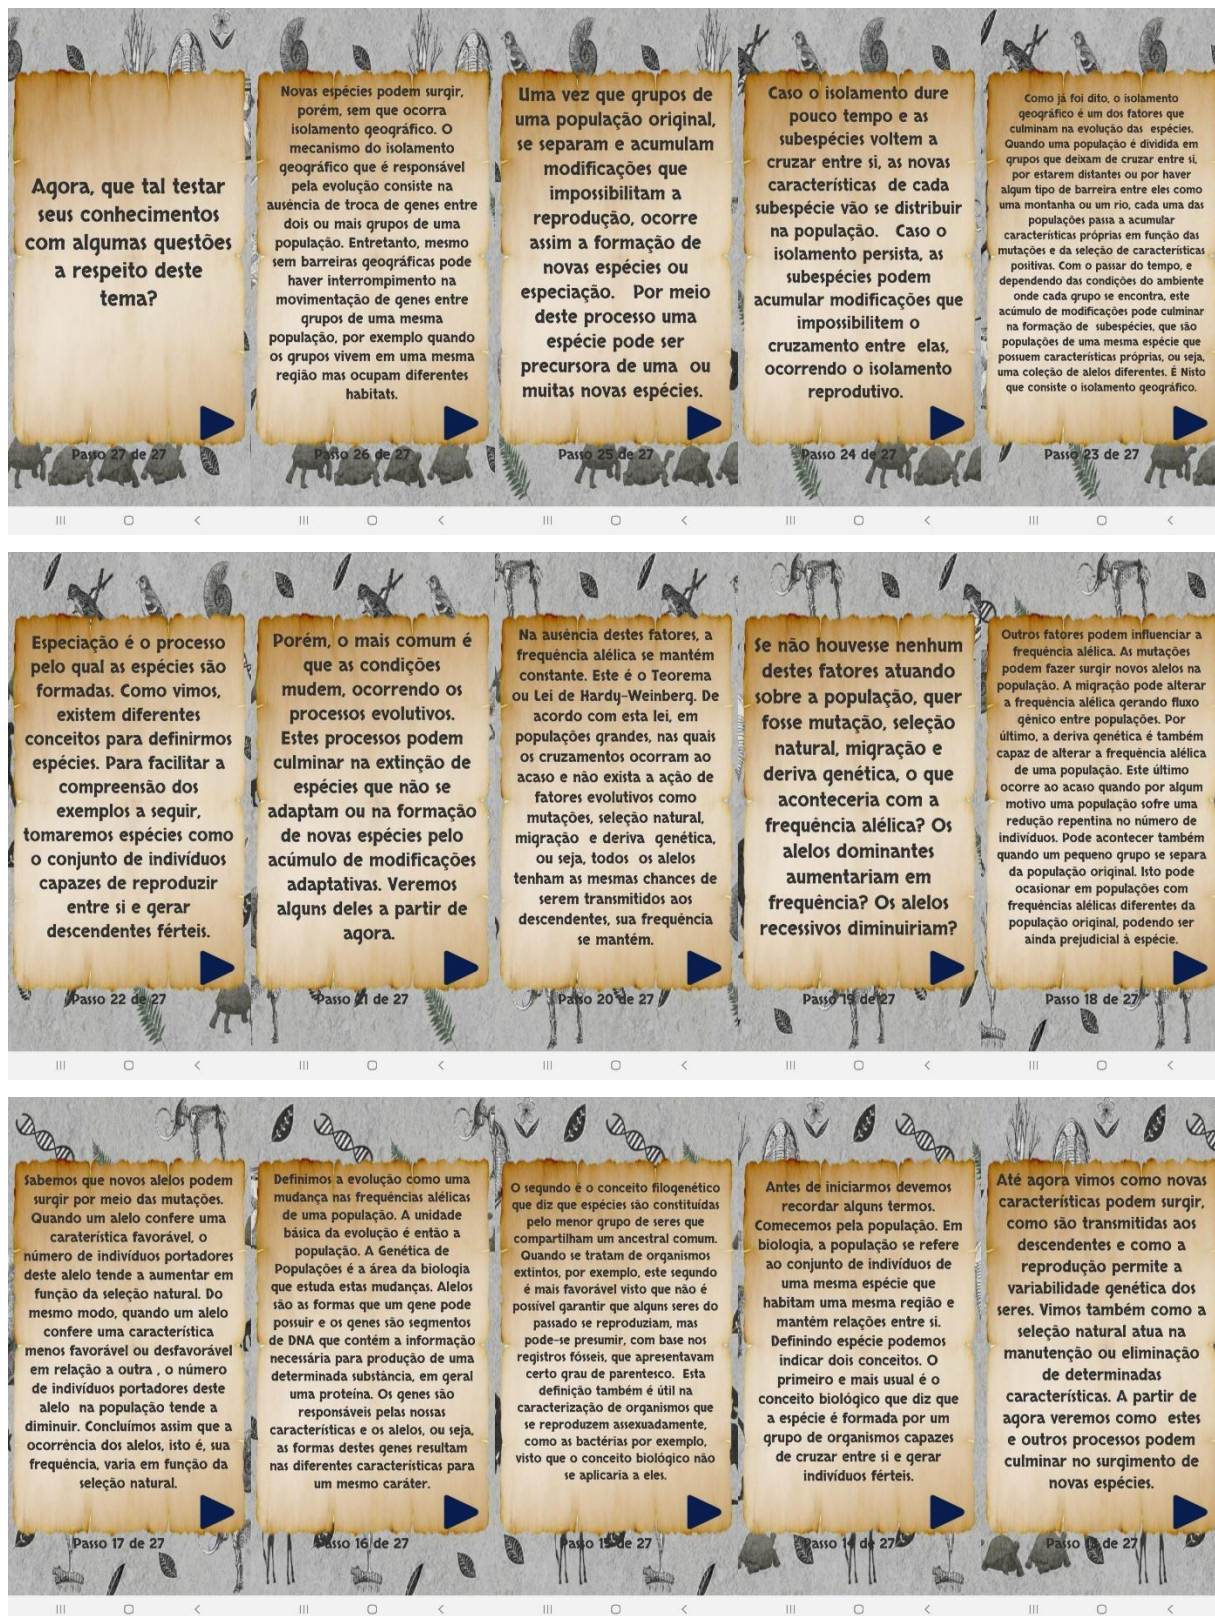 Agora, que tal testar
seus conhecimentos
com algumas questões
a respeito deste
tema?
Passo 27 de 27
Novas espécies podem surgir,
porém, sem que ocorra
isolamento geográfico. O
mecanismo do isolamento
geográfico que é responsável
pela evolução consiste na
ausência de troca de genes entre
dois ou mais grupos de uma
população. Entretanto, mesmo
sem barreiras geográficas pode
haver interrompimento na
movimentação de genes entre
grupos de uma mesma
população, por exemplo quando
os grupos vivem em uma mesma
região mas ocupam diferentes
habitats.
Passo 26 de 27
Uma vez que grupos de
uma população original,
se separam e acumulam
modificações que
impossibilitam a
reprodução, ocorre
assim a formação de
novas espécies ou
especiação. Por meio
deste processo uma
espécie pode ser
precursora de uma ou
muitas novas espécies.
Passo 25 de 27
Caso o isolamento dure
pouco tempo e as
subespécies voltem a
cruzar entre si, as novas
características de cada
subespécie vão se distribuir
na população. Caso o
isolamento persista, as
subespécies podem
acumular modificações que
impossibilitem o
cruzamento entre elas,
ocorrendo o isolamento
reprodutivo.
Passo 24 de 27
Como já foi dito, o isolamento
geográfico é um dos fatores que
culminam na evolução das espécies.
Quando uma população é dividida em
grupos que deixam de cruzar entre si,
por estarem distantes ou por haver
algum tipo de barreira entre eles como
uma montanha ou um rio, cada uma das
populações passa a acumular
características próprias em função das
mutações e da seleção de características
positivas. Com o passar do tempo, e
dependendo das condições do ambiente
onde cada grupo se encontra, este
acúmulo de modificações pode culminar
na formação de subespécies, que são
populações de uma mesma espécie que
possuem características próprias, ou seja,
uma coleção de alelos diferentes. É Nisto
que consiste o isolamento geográfico.
Passo 23 de 27
Especiação é o processo
pelo qual as espécies são
formadas. Como vimos,
existem diferentes
conceitos para definirmos
espécies. Para facilitar a
compreensão dos
exemplos a seguir,
tomaremos espécies como
o conjunto de indivíduos
capazes de reproduzir
entre si e gerar
descendentes férteis.
Passo 22 de 27
Porém, o mais comum é
que as condições
mudem, ocorrendo os
processos evolutivos.
Estes processos podem
culminar na extinção de
espécies que não se
adaptam ou na formação
de novas espécies pelo
acúmulo de modificações
adaptativas. Veremos
alguns deles a partir de
agora.
Passo 21 de 27
Na ausência destes fatores, a
frequência alélica se mantém
constante. Este é o Teorema
ou Lei de Hardy-Weinberg. De
acordo com esta lei, em
populações grandes, nas quais
os cruzamentos ocorram ao
acaso e não exista a ação de
fatores evolutivos como
mutações, seleção natural,
migração e deriva genética,
ou seja, todos os alelos
tenham as mesmas chances de
serem transmitidos aos
descendentes, sua frequência
se mantém.
Passo 20 de 27
Se não houvesse nenhum
destes fatores atuando
sobre a população, quer
fosse mutação, seleção
natural, migração e
deriva genética, o que
aconteceria com a
frequência alélica? Os
alelos dominantes
aumentariam em
frequência? Os alelos
recessivos diminuiriam?
Passo 19 de 27
Outros fatores podem influenciar a
frequência alélica. As mutações
podem fazer surgir novos alelos na
população. A migração pode alterar
a frequência alélica gerando fluxo
gênico entre populações. Por
último, a deriva genética é também
capaz de alterar a frequência alélica
de uma população. Este último
ocorre ao acaso quando por algum
motivo uma população sofre uma
redução repentina no número de
indivíduos. Pode acontecer também
quando um pequeno grupo se separa
da população original. Isto pode
ocasionar em populações com
frequências alélicas diferentes da
população original, podendo ser
ainda prejudicial à espécie.
Passo 18 de 27
Sabemos que novos alelos podem
surgir por meio das mutações.
Quando um alelo confere uma
caraterística favorável, o
número de indivíduos portadores
deste alelo tende a aumentar em
função da seleção natural. Do
mesmo modo, quando um alelo
confere uma característica
menos favorável ou desfavorável
em relação a outra , o número
de indivíduos portadores deste
alelo na população tende a
diminuir. Concluímos assim que a
ocorrência dos alelos, isto é, sua
frequência, varia em função da
seleção natural.
Passo 17 de 27
Definimos a evolução como uma
mudança nas frequências alélicas
de uma população. A unidade
básica da evolução é então a
população. A Genética de
Populações é a área da biologia
que estuda estas mudanças. Alelos
são as formas que um gene pode
possuir e os genes são segmentos
de DNA que contém a informação
necessária para produção de uma
determinada substância, em geral
uma proteína. Os genes são
responsáveis pelas nossas
características e os alelos, ou seja,
as formas destes genes resultam
nas diferentes características para
um mesmo caráter.
Passo 16 de 27
O segundo é o conceito filogenético
que diz que espécies são constituídas
pelo menor grupo de seres que
compartilham um ancestral comum.
Quando se tratam de organismos
extintos, por exemplo, este segundo
é mais favorável visto que não é
possível garantir que alguns seres do
passado se reproduziam, mas
pode-se presumir, com base nos
registros fósseis, que apresentavam
certo grau de parentesco. Esta
definição também é útil na
caracterização de organismos que
se reproduzem assexuadamente,
como as bactérias por exemplo,
visto que o conceito biológico não
se aplicaria a eles.
Passo 15 de 27
Antes de iniciarmos devemos
recordar alguns termos.
Comecemos pela população. Em
biologia, a população se refere
ao conjunto de indivíduos de
uma mesma espécie que
habitam uma mesma região e
mantém relações entre si.
Definindo espécie podemos
indicar dois conceitos. O
primeiro e mais usual é o
conceito biológico que diz que
a espécie é formada por um
grupo de organismos capazes
de cruzar entre si e gerar
indivíduos férteis.
Passo 14 de 27
Até agora vimos como novas
características podem surgir,
como são transmitidas aos
descendentes e como a
reprodução permite a
variabilidade genética dos
seres. Vimos também como a
seleção natural atua na
manutenção ou eliminação
de determinadas
características. A partir de
agora veremos como estes
e outros processos podem
culminar no surgimento de
novas espécies.
Passo 13 de 27